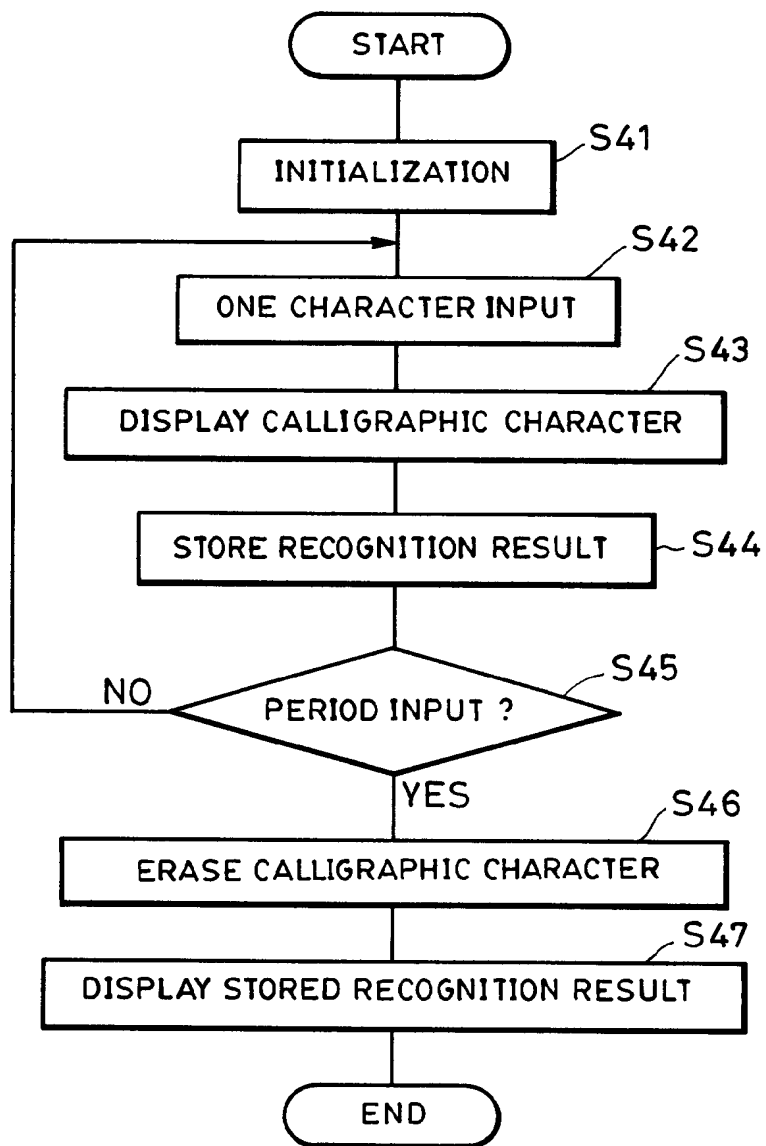 START
S41
INITIALIZATION
S42
ONE CHARACTER INPUT
S43
DISPLAY CALLIGRAPHIC CHARACTER
STORE RECOGNITION RESULT
S44
S45
NO
PERIOD INPUT ?
YES
S46
ERASE CALLIGRAPHIC CHARACTER
S47
DISPLAY STORED RECOGNITION RESULT
END